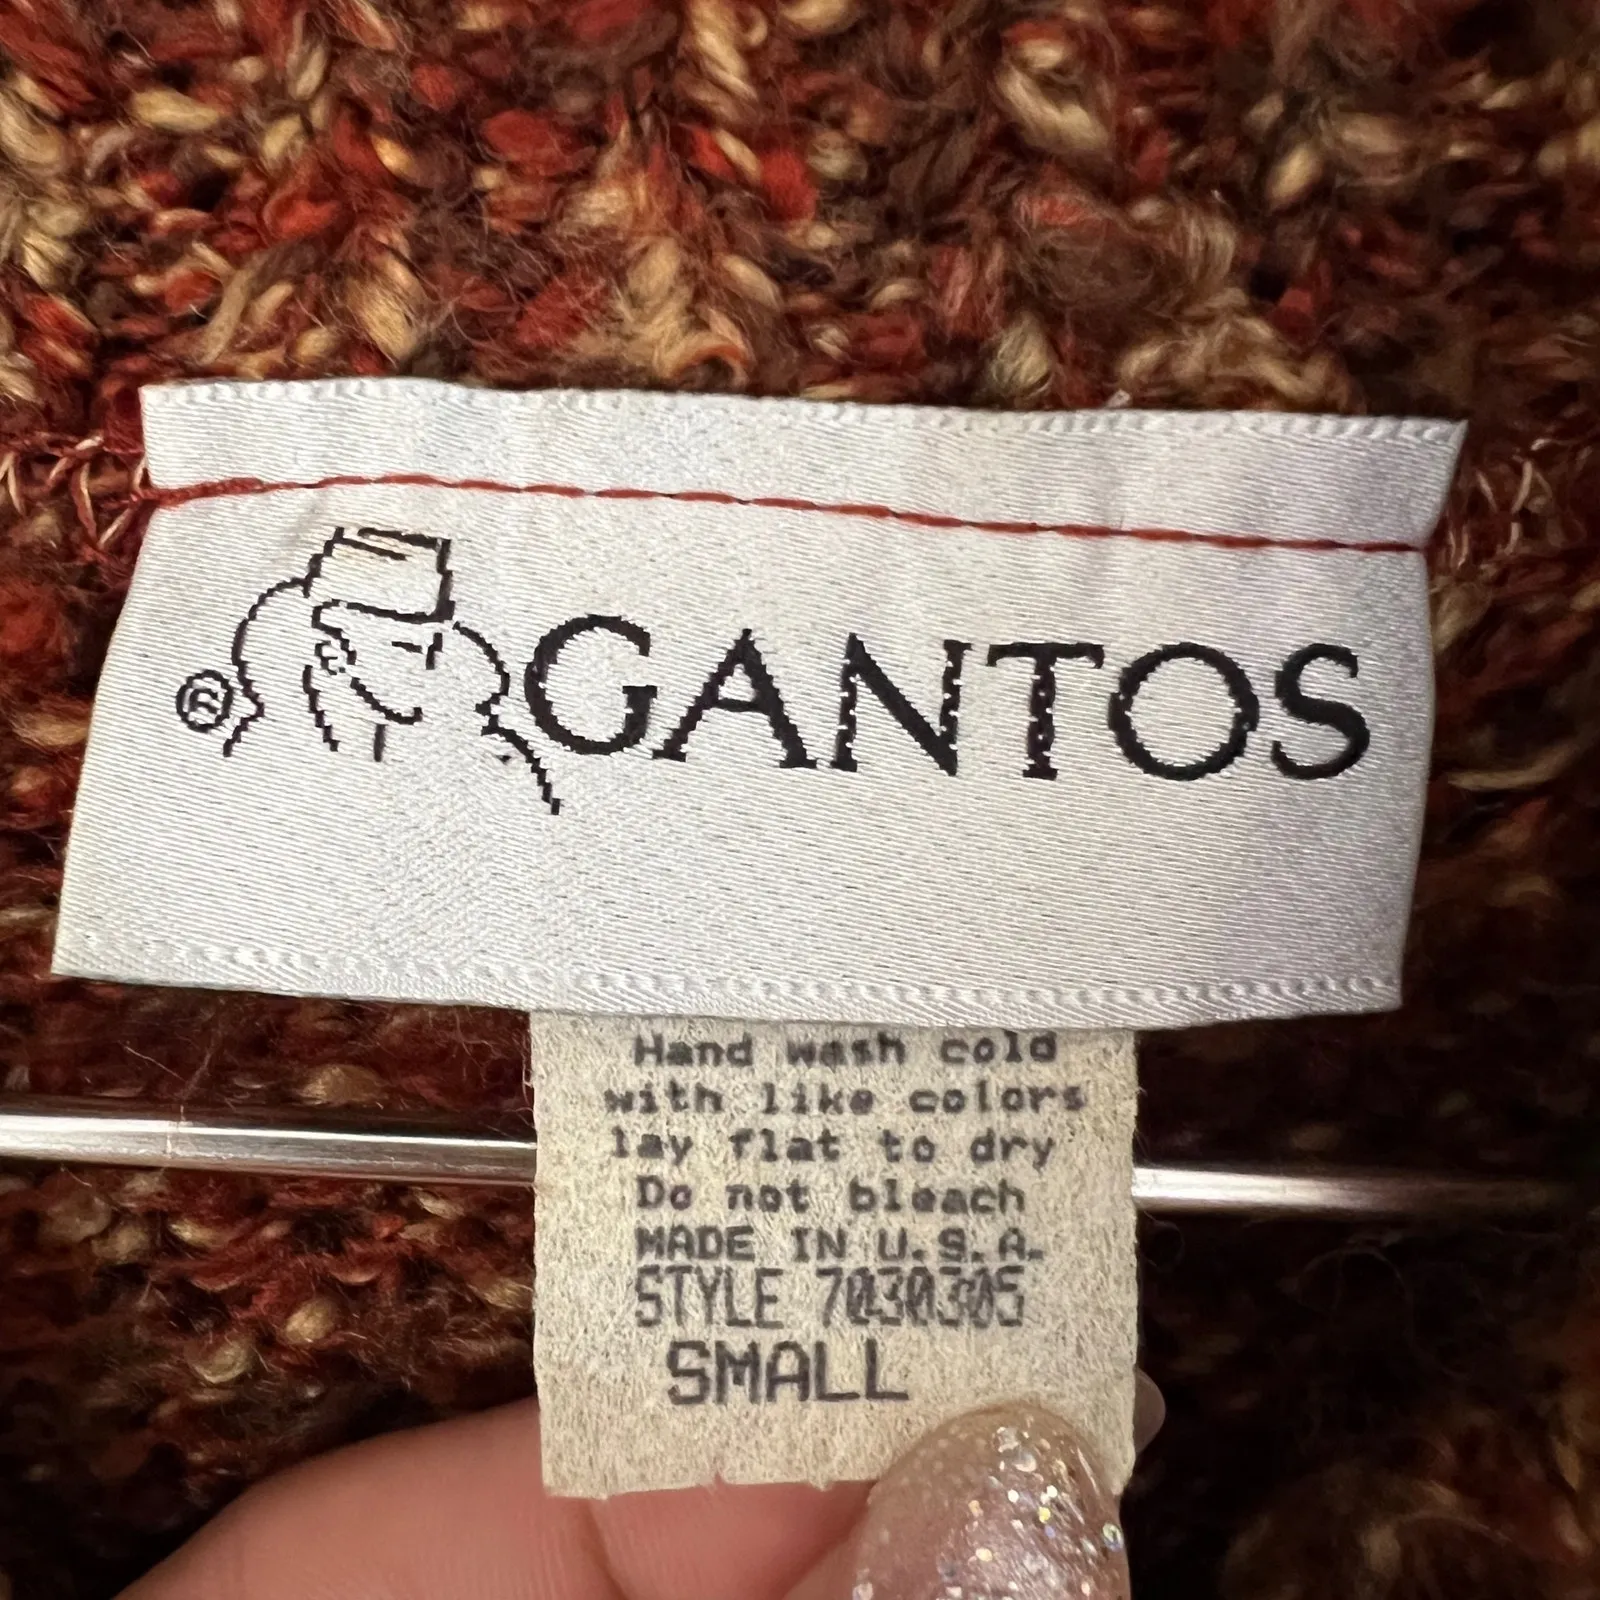 ® GANTOS
Hand wash cold
with like colors
lay flat to dry
Do not bleach
MADE IN U.S.A.
STYLE 7030305
SMALL